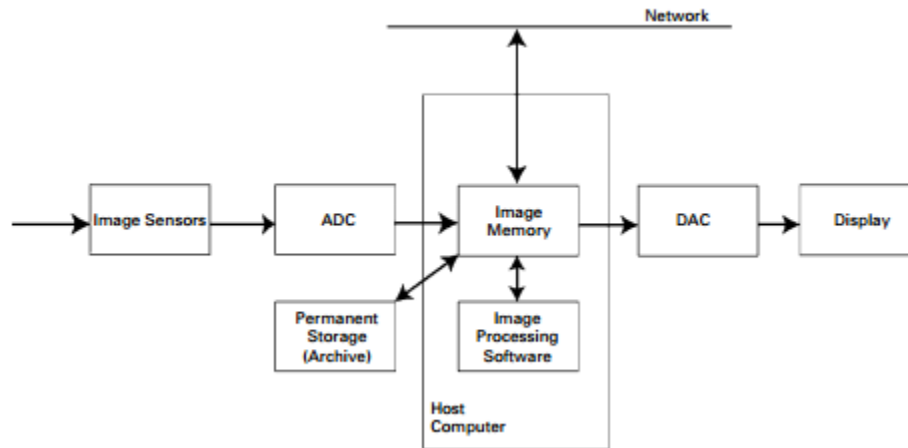 Network
Image Sensors
ADC
Image
Memory
DAC
Display
Permanent
Storage
(Archive)
Image
Processing
Software
Host
Computer